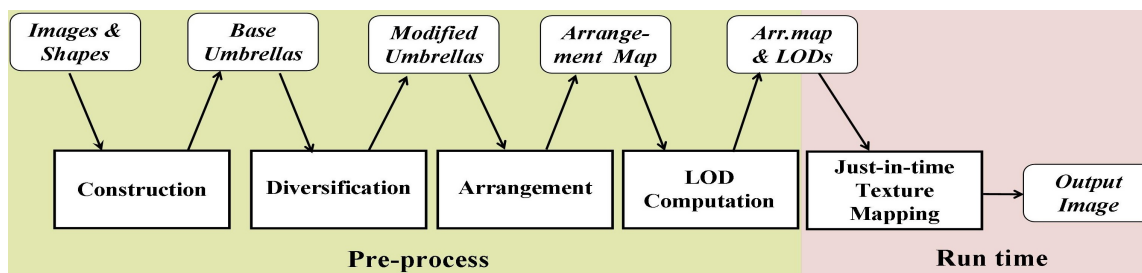 Images &
Shapes
Base
Umbrellas
Modified
Umbrellas
Arrange-
ment Map
Arr.map
& LODs
Construction
Diversification
Arrangement
LOD
Computation
Just-in-time
Texture
Mapping
Output
Image
Pre-process
Run time